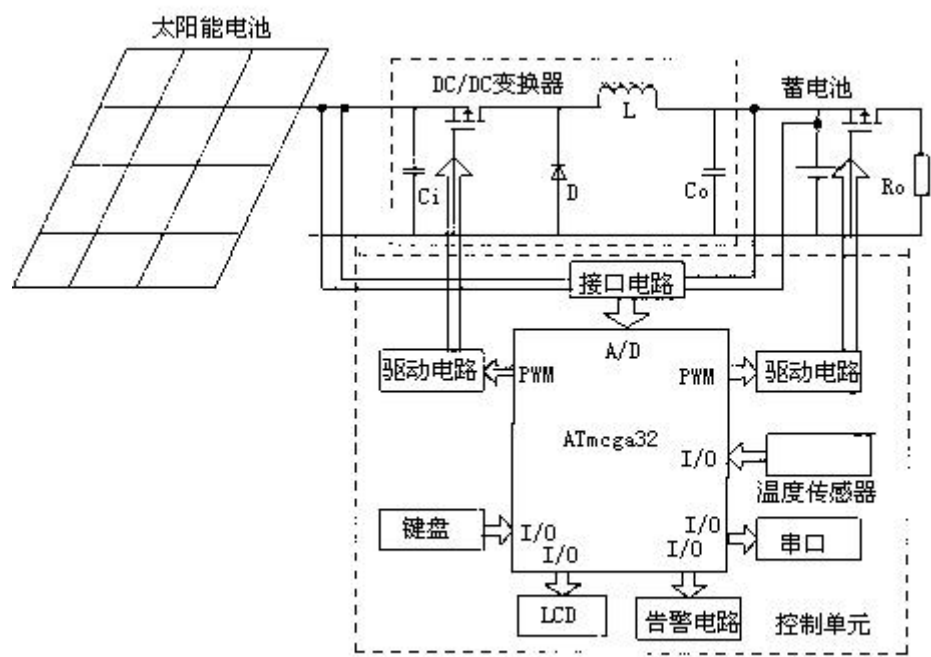 太阳能电池
DC/DC变换器
蓄电池
L
Ci
D
Co
Ro
接口电路
A/D
驱动电路
PWM
PWM
驱动电路
ATmcga32
I/O
温度传感器
键盘
I/O
I/O
串口
I/O
I/O
LCD
告警电路
控制单元